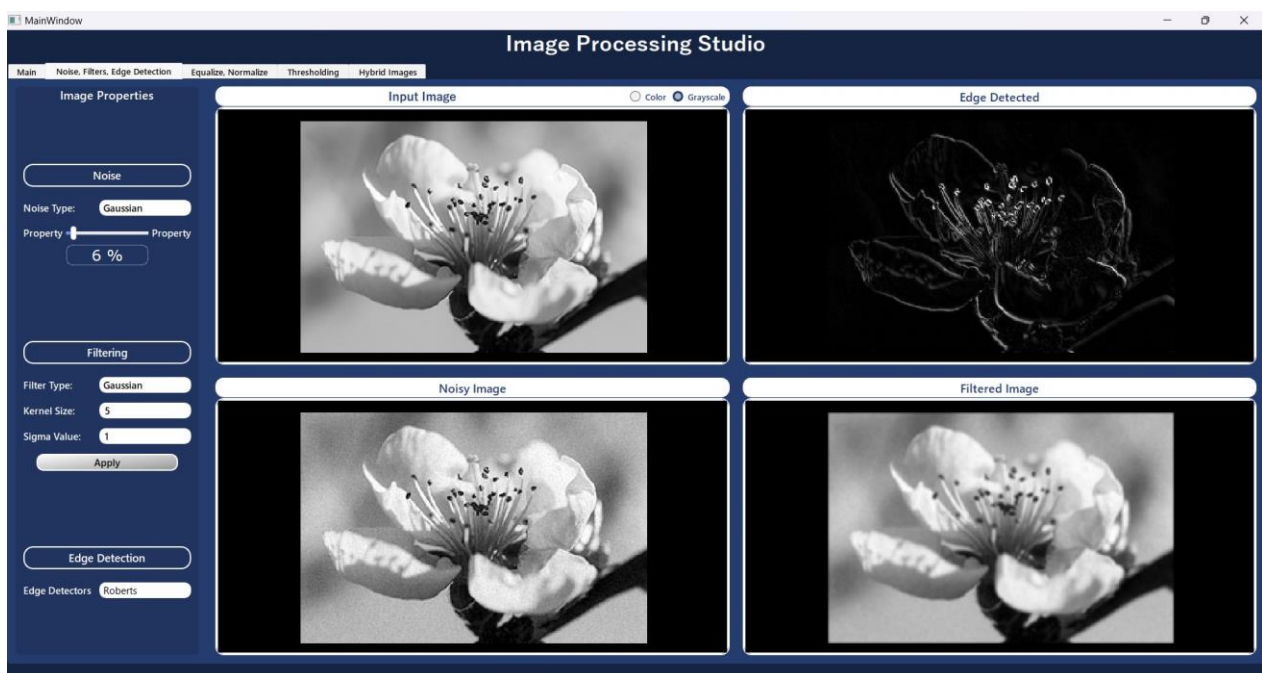 MainWindow
Image Processing Studio
Main Noise, Filters, Edge Detection Equalize, Normalize Thresholding Hybrid Images
Image Properties
Noise
Noise Type: Gaussian
Property Property
6 %
Filtering
Filter Type: Gaussian
Kernel Size: 5
Sigma Value: 1
Apply
Edge Detection
Edge Detectors Roberts
Input Image Color Grayscale
Edge Detected
Noisy Image
Filtered Image